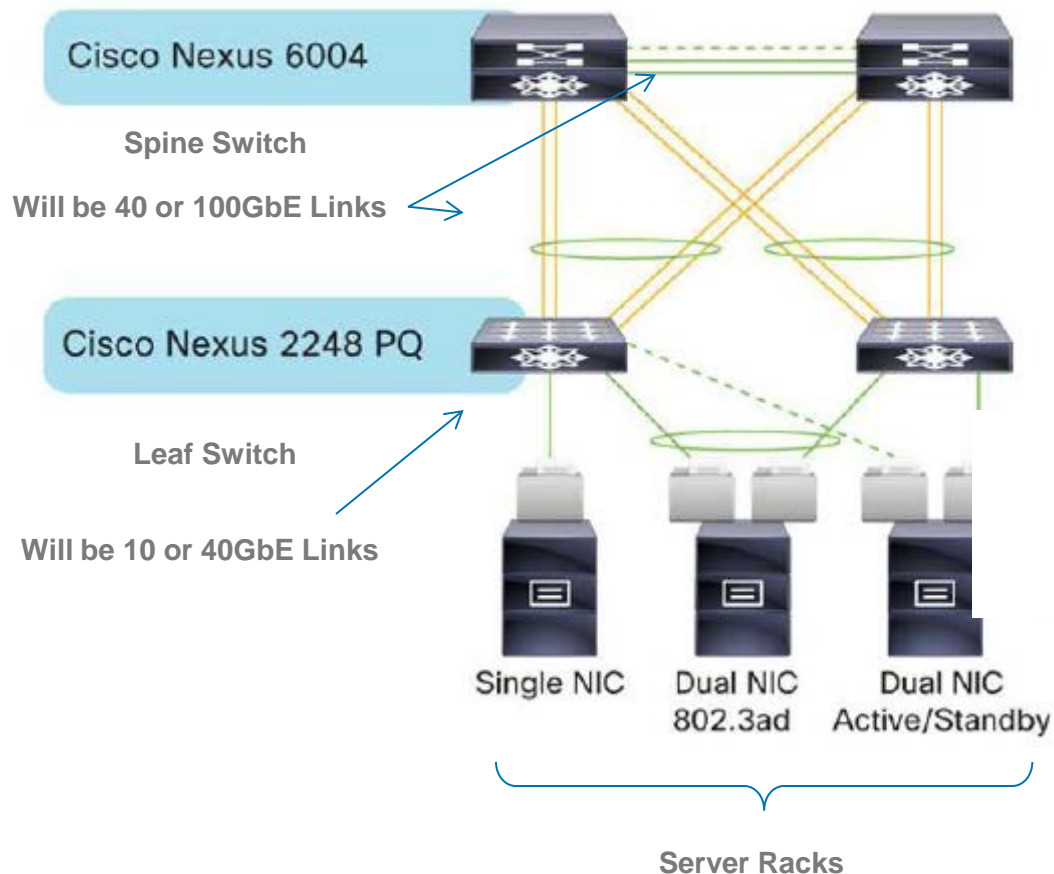 Cisco Nexus 6004
Spine Switch
Will be 40 or 100GbE Links
Cisco Nexus 2248 PQ
Leaf Switch
Will be 10 or 40GbE Links
Single NIC
Dual NIC
802.3ad
Dual NIC
Active/Standby
Server Racks